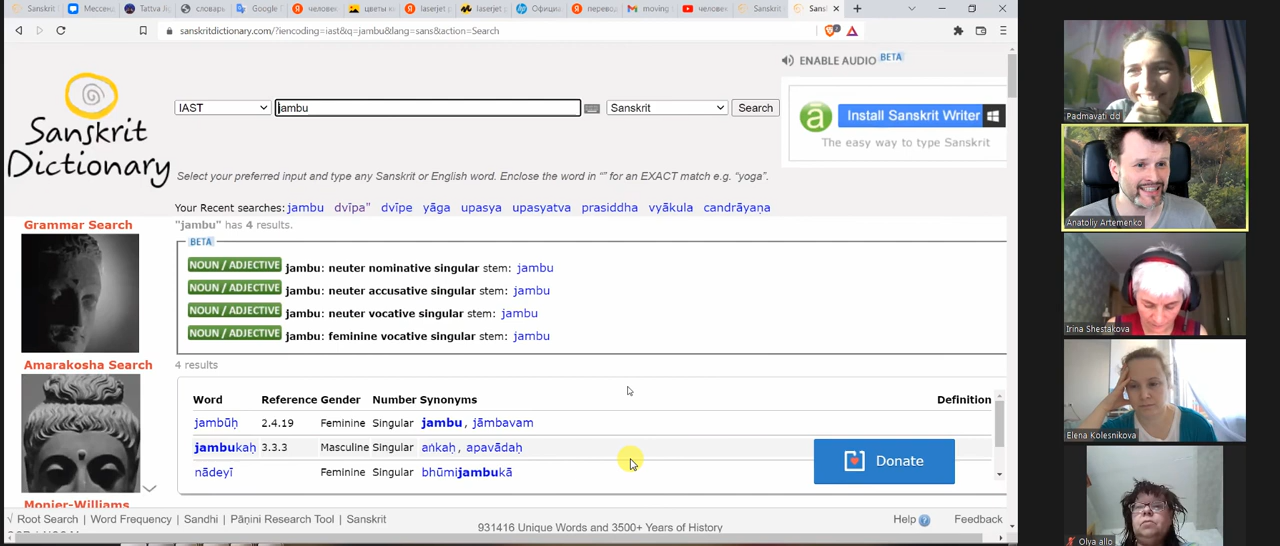 Sanskrit
Мессенд
Tattva Ji
словарь
Google
человек
цветы к
laserjet p
laserjet p
Официа
перевод
moving
человек
Sansk
sanskritdictionary.com/?iencoding=iast&q=jambu&lang=sans&action=Search
ENABLE AUDIO BETA
IAST
jambu
Sanskrit
Search
Install Sanskrit Writer
The easy way to type Sanskrit
Sanskrit
Dictionary
Select your preferred input and type any Sanskrit or English word. Enclose the word in “” for an EXACT match e.g. “yoga”.
Your Recent searches: jambu dvīpa" dvīpe yāga upasya upasyatva prasiddha vyākula candrāyaṇa
Grammar Search
"jambu" has 4 results.
BETA
NOUN / ADJECTIVE jambu: neuter nominative singular stem: jambu
NOUN / ADJECTIVE jambu: neuter accusative singular stem: jambu
NOUN / ADJECTIVE jambu: neuter vocative singular stem: jambu
NOUN / ADJECTIVE jambu: feminine vocative singular stem: jambu
Amarakosha Search
4 results
Word Reference Gender Number Synonyms Definition
jambūḥ 2.4.19 Feminine Singular jambu, jāmbavam
jambukaḥ 3.3.3 Masculine Singular aṅkaḥ, apavādaḥ
nādeyī Feminine Singular bhūmijambukā
Donate
Monier-Williams
√ Root Search | Word Frequency | Sandhi | Pāṇini Research Tool | Sanskrit
Help
Feedback
931416 Unique Words and 3500+ Years of History
Padmavati dd
Anatoliy Artemenko
Irina Shestakova
Elena Kolesnikova
Olya allo